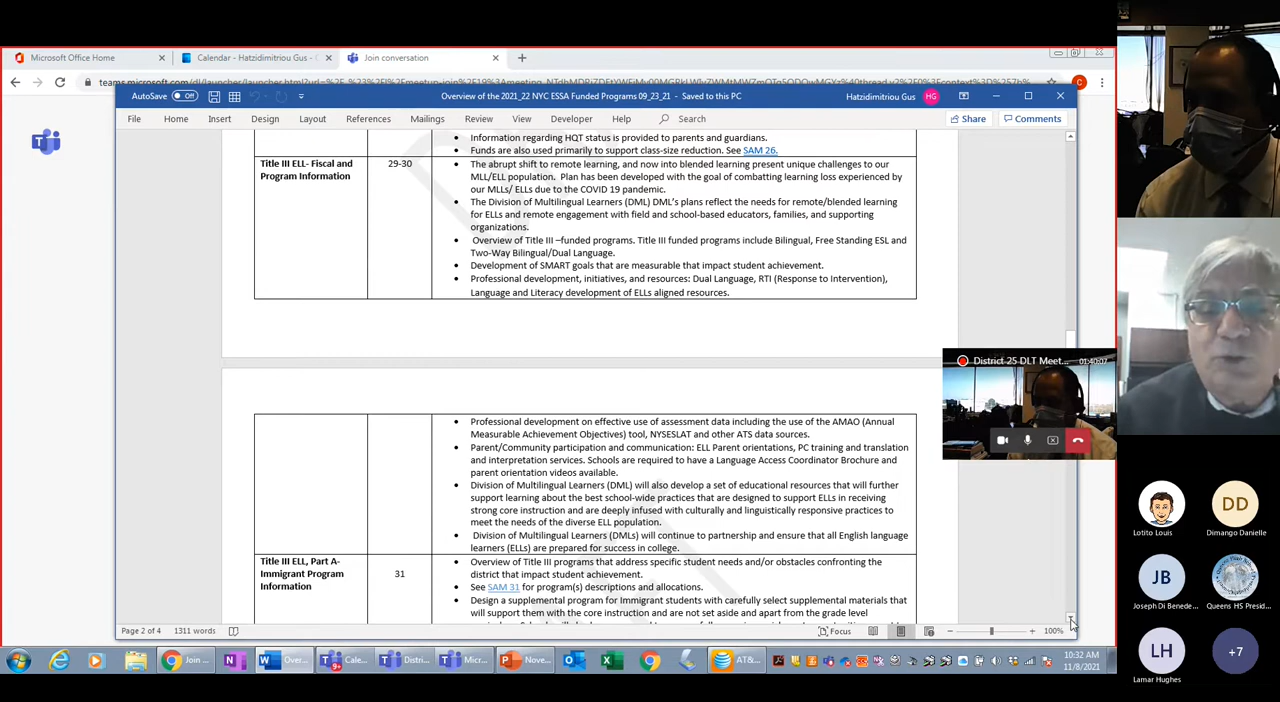 Microsoft Office Home
Calendar - Hatzidimitriou Gus -
Join conversation
AutoSave
Off
Overview of the 2021_22 NYC ESSA Funded Programs 09_23_21 - Saved to this PC
Hatzidimitriou Gus
HG
File Home Insert Design Layout References Mailings Review View Help Search
Share
Comments
Information regarding HQT status is provided to parents and guardians.
Funds are also used primarily to support class-size reduction. See SAM 26.
Title III ELL- Fiscal and
Program Information
29-30
The abrupt shift to remote learning, and now into blended learning present unique challenges to our
MLL/ELL population. Plan has been developed with the goal of combatting learning loss experienced by
our MLLs/ ELLs due to the COVID 19 pandemic.
The Division of Multilingual Learners (DML) DML's plans reflect the needs for remote/blended learning
for ELLs and remote engagement with field and school-based educators, families, and supporting
organizations.
Overview of Title III –funded programs. Title III funded programs include Bilingual, Free Standing ESL and
Two-Way Bilingual/Dual Language.
Development of SMART goals that are measurable that impact student achievement.
Professional development, initiatives, and resources: Dual Language, RTI (Response to Intervention),
Language and Literacy development of ELLs aligned resources.
Professional development on effective use of assessment data including the use of the AMAO (Annual
Measurable Achievement Objectives) tool, NYSESLAT and other ATS data sources.
Parent/Community participation and communication: ELL Parent orientations, PC training and translation
and interpretation services. Schools are required to have a Language Access Coordinator Brochure and
parent orientation videos available.
Division of Multilingual Learners (DML) will also develop a set of educational resources that will further
support learning about the best school-wide practices that are designed to support ELLs in receiving
strong core instruction and are deeply infused with culturally and linguistically responsive practices to
meet the needs of the diverse ELL population.
Division of Multilingual Learners (DMLs) will continue to partnership and ensure that all English language
learners (ELLs) are prepared for success in college.
Title III ELL, Part A-
Immigrant Program
Information
31
Overview of Title III programs that address specific student needs and/or obstacles confronting the
district that impact student achievement.
See SAM 31 for program(s) descriptions and allocations.
Design a supplemental program for Immigrant students with carefully select supplemental materials that
will support them with the core instruction and are not set aside and apart from the grade level
District 25 DLT Meet...
01:40:07
Page 2 of 4
1311 words
Focus
100%
Join ...
Over...
Cale...
Distri...
Micr...
Nove...
AT&...
10:32 AM
11/8/2021
Lotito Louis
DD
Dimango Danielle
JB
Joseph Di Benede...
Queens HS Presid...
LH
Lamar Hughes
+7